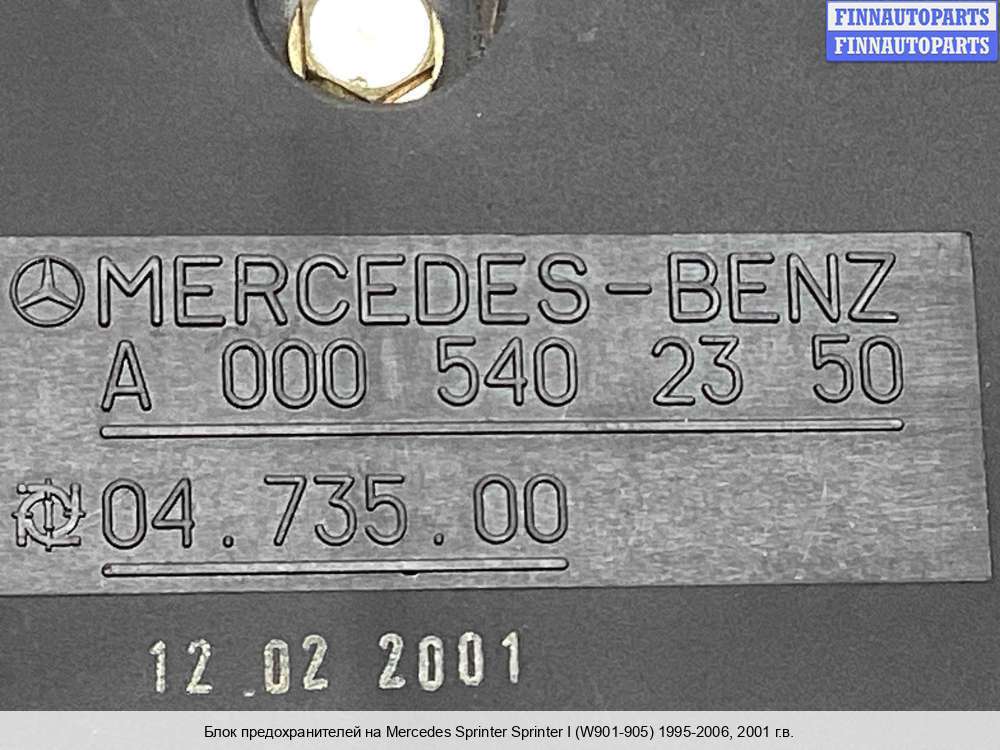 FINNAUTOPARTS
FINNAUTOPARTS
MERCEDES-BENZ
A 000 540 23 50
04.735.00
12.02 2001
Блок предохранителей на Mercedes Sprinter Sprinter I (W901-905) 1995-2006, 2001 г.в.